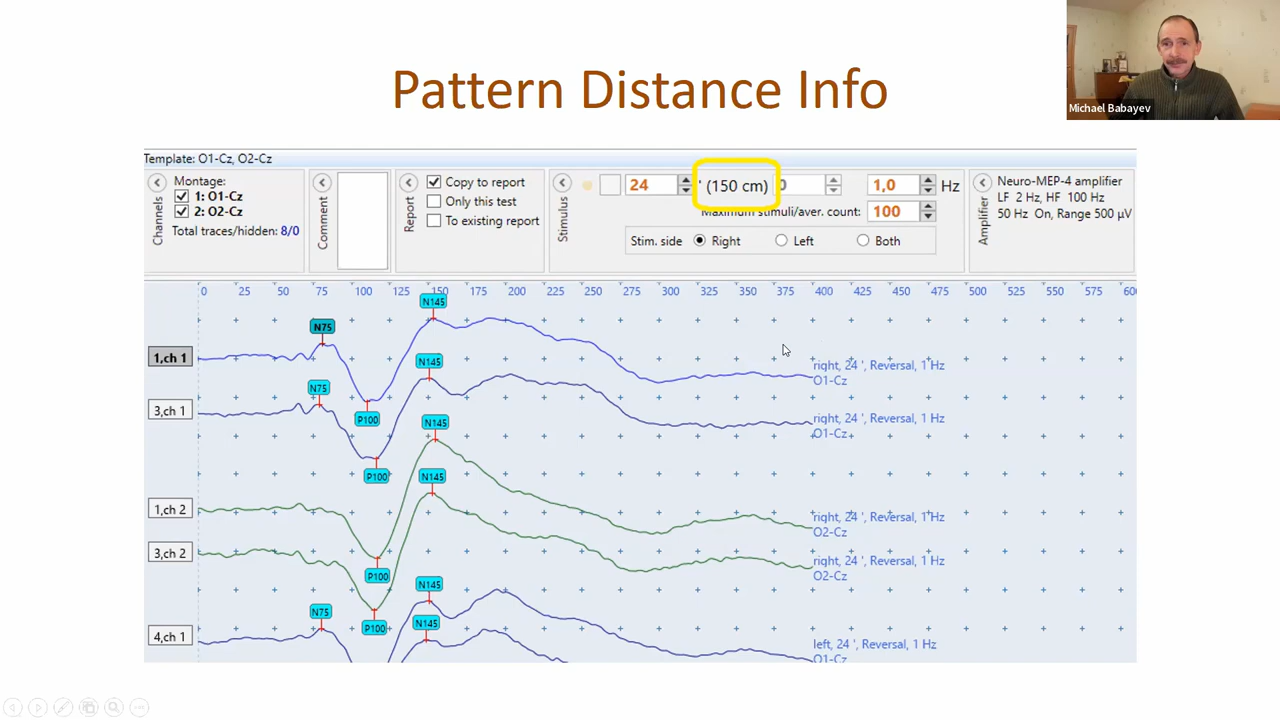 Pattern Distance Info
Michael Babayev
Template: O1-Cz, O2-Cz
Channels
Montage:
1: O1-Cz
2: O2-Cz
Total traces/hidden: 8/0
Comment
Report
Copy to report
Only this test
To existing report
Stimulus
24 ' (150 cm) 0 1,0 Hz
Maximum stimuli/aver. count: 100
Stim. side Right Left Both
Amplifier
Neuro-MEP-4 amplifier
LF 2 Hz, HF 100 Hz
50 Hz On, Range 500 µV
0 25 50 75 100 125 150 175 200 225 250 275 300 325 350 375 400 425 450 475 500 525 550 575 600
N145
N75
1,ch 1
N145
right, 24 ', Reversal, 1 Hz
O1-Cz
N75
3,ch 1
P100
N145
right, 24 ', Reversal, 1 Hz
O1-Cz
P100
N145
1,ch 2
right, 24 ', Reversal, 1 Hz
O2-Cz
3,ch 2
right, 24 ', Reversal, 1 Hz
O2-Cz
P100
N145
N75
N145
P100
4,ch 1
left, 24 ', Reversal, 1 Hz
O1-Cz